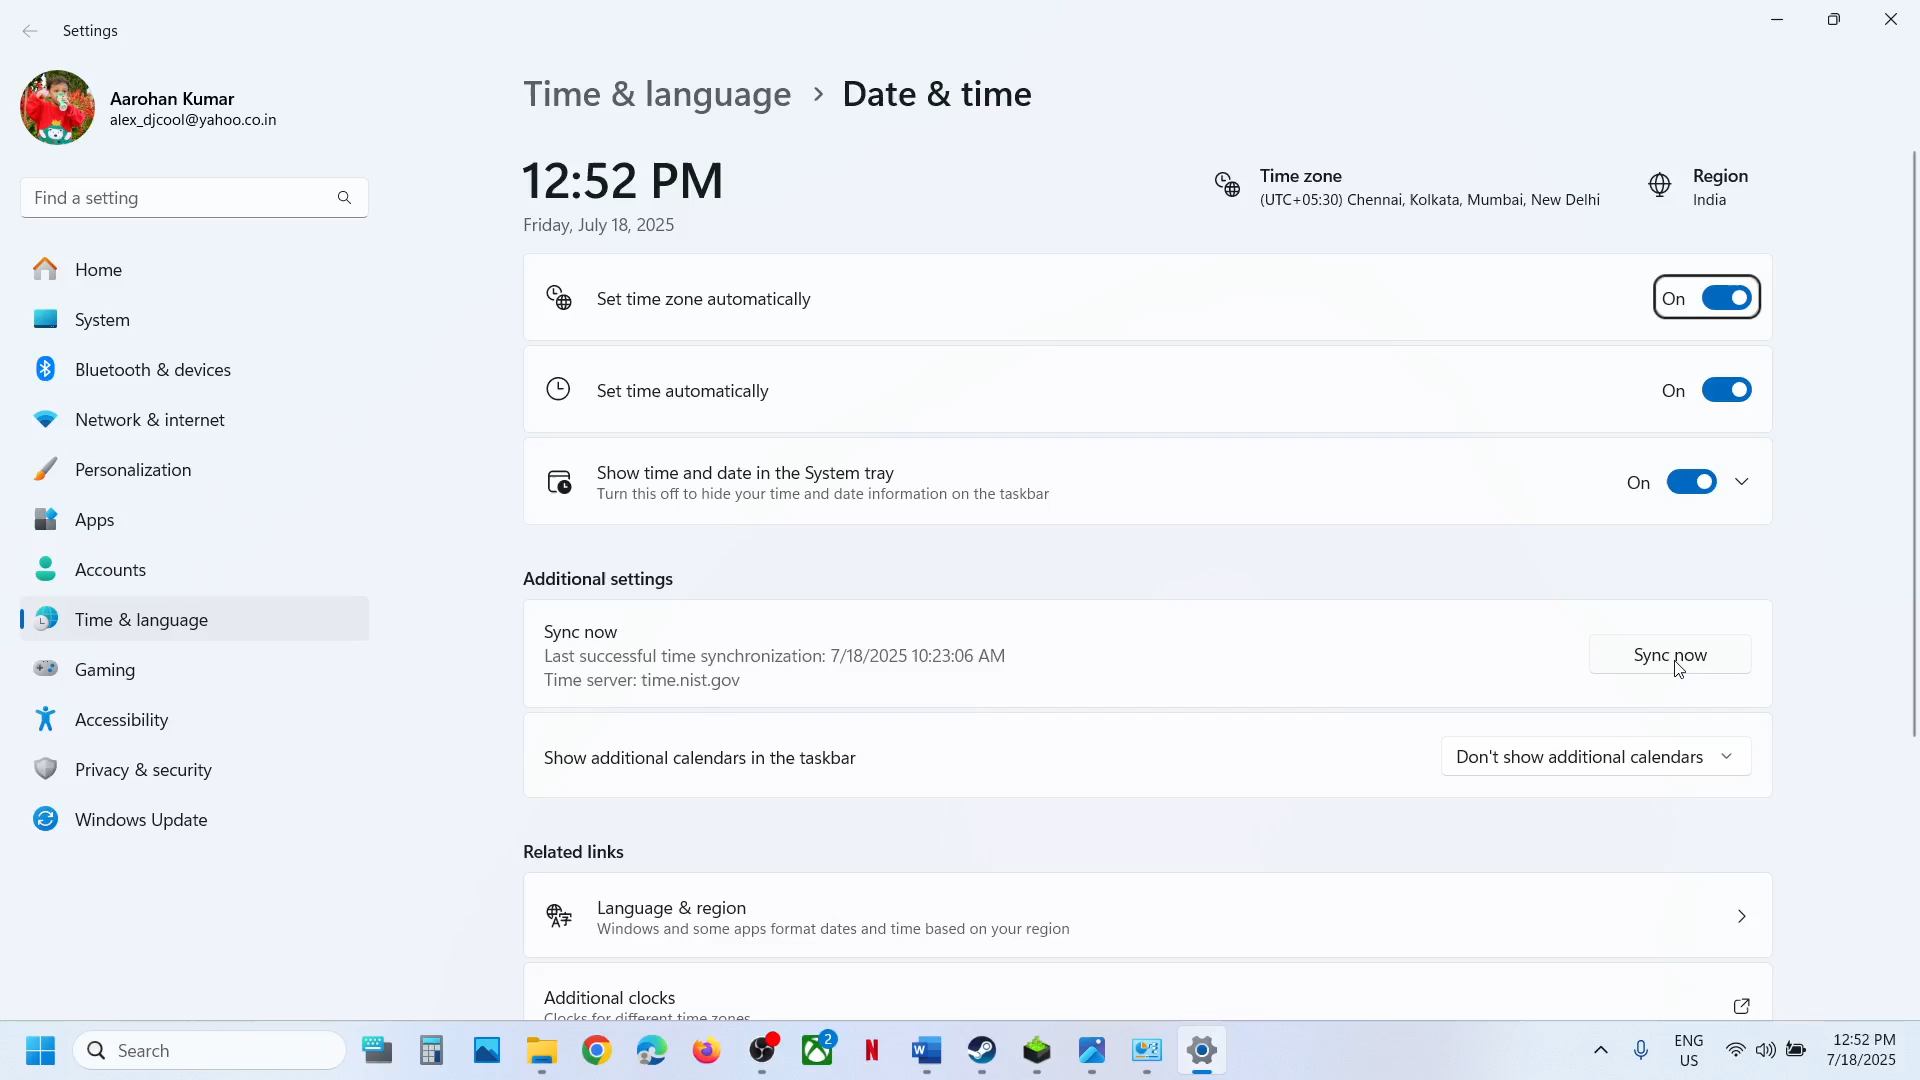 Settings
Aarohan Kumar
alex_djcool@yahoo.co.in
Find a setting
Home
System
Bluetooth & devices
Network & internet
Personalization
Apps
Accounts
Time & language
Gaming
Accessibility
Privacy & security
Windows Update
Time & language > Date & time
12:52 PM
Friday, July 18, 2025
Time zone
(UTC+05:30) Chennai, Kolkata, Mumbai, New Delhi
Region
India
Set time zone automatically
On
Set time automatically
On
Show time and date in the System tray
Turn this off to hide your time and date information on the taskbar
On
Additional settings
Sync now
Last successful time synchronization: 7/18/2025 10:23:06 AM
Time server: time.nist.gov
Sync now
Show additional calendars in the taskbar
Don't show additional calendars
Related links
Language & region
Windows and some apps format dates and time based on your region
Additional clocks
Clocks for different time zones
Search
2
N
W
ENG
US
12:52 PM
7/18/2025